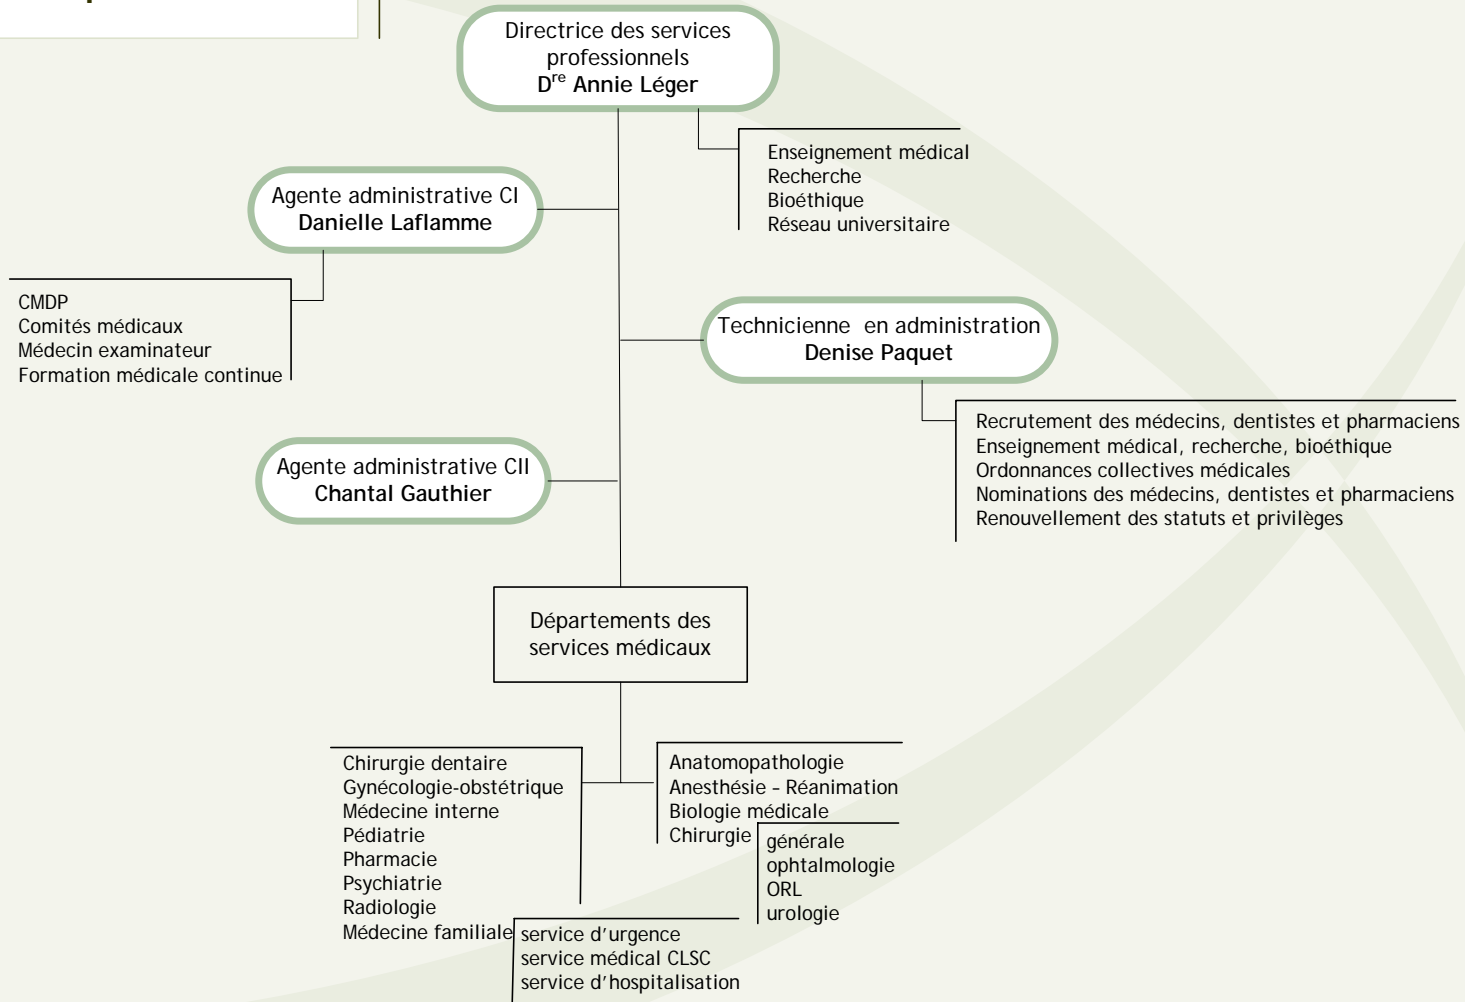 Directrice des services
professionnels
Dre Annie Léger
Enseignement médical
Recherche
Bioéthique
Réseau universitaire
Agente administrative CI
Danielle Laflamme
CMDP
Comités médicaux
Médecin examinateur
Formation médicale continue
Technicienne en administration
Denise Paquet
Recrutement des médecins, dentistes et pharmaciens
Enseignement médical, recherche, bioéthique
Ordonnances collectives médicales
Nominations des médecins, dentistes et pharmaciens
Renouvellement des statuts et privilèges
Agente administrative CII
Chantal Gauthier
Départements des
services médicaux
Chirurgie dentaire
Gynécologie-obstétrique
Médecine interne
Pédiatrie
Pharmacie
Psychiatrie
Radiologie
Médecine familiale
service d'urgence
service médical CLSC
service d'hospitalisation
Anatomopathologie
Anesthésie – Réanimation
Biologie médicale
Chirurgie
générale
ophtalmologie
ORL
urologie